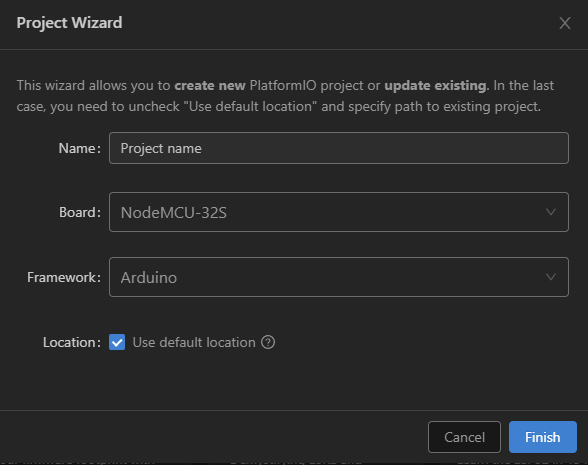 Project Wizard
This wizard allows you to create new PlatformIO project or update existing. In the last
case, you need to uncheck "Use default location" and specify path to existing project.
Name: Project name
Board: NodeMCU-32S
Framework: Arduino
Location: Use default location
Cancel Finish